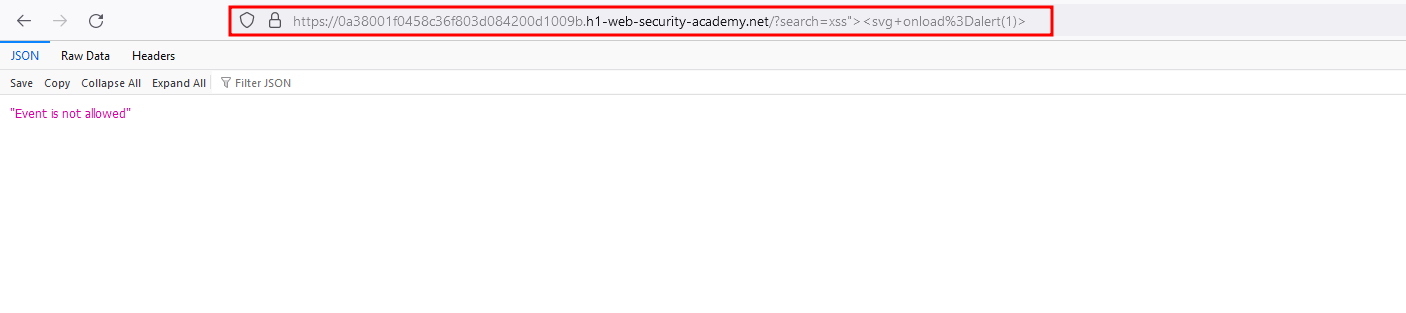 https://0a38001f0458c36f803d084200d1009b.h1-web-security-academy.net/?search=xss"><svg+onload%3Dalert(1)>
JSON Raw Data Headers
Save Copy Collapse All Expand All Filter JSON
"Event is not allowed"